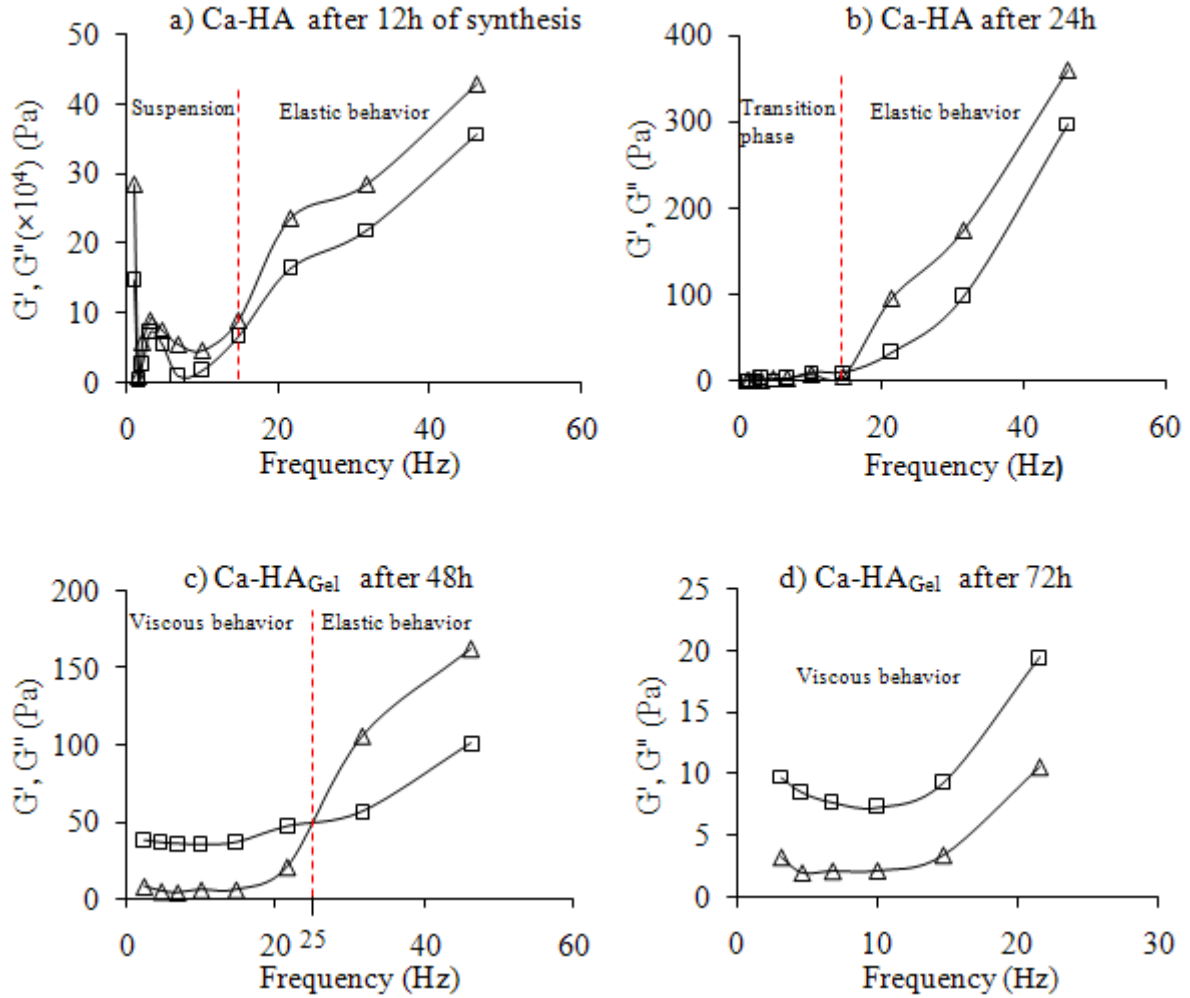 a) Ca-HA after 12h of synthesis
G', G"(×10⁴) (Pa)
50
40
30
20
10
0
Suspension
Elastic behavior
0 20 40 60
Frequency (Hz)
b) Ca-HA after 24h
G', G" (Pa)
400
300
200
100
0
Transition
phase
Elastic behavior
0 20 40 60
Frequency (Hz)
c) Ca-HA_Gel after 48h
G', G" (Pa)
200
150
100
50
0
Viscous behavior
Elastic behavior
0 20 25 40 60
Frequency (Hz)
d) Ca-HA_Gel after 72h
G', G" (Pa)
25
20
15
10
5
0
Viscous behavior
0 10 20 30
Frequency (Hz)